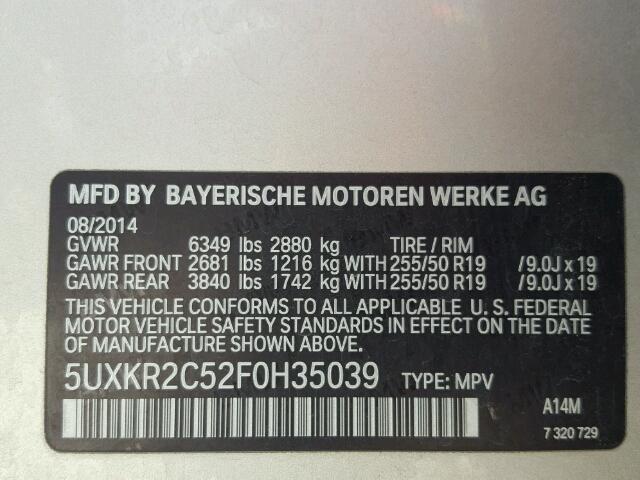 MFD BY BAYERISCHE MOTOREN WERKE AG
08/2014
GVWR 6349 lbs 2880 kg TIRE / RIM
GAWR FRONT 2681 lbs 1216 kg WITH 255/50 R19 /9.0J x 19
GAWR REAR 3840 lbs 1742 kg WITH 255/50 R19 /9.0J x 19
THIS VEHICLE CONFORMS TO ALL APPLICABLE U. S. FEDERAL
MOTOR VEHICLE SAFETY STANDARDS IN EFFECT ON THE DATE
OF MANUFACTURE SHOWN ABOVE.
5UXKR2C52F0H35039 TYPE: MPV
A14M
7 320 729